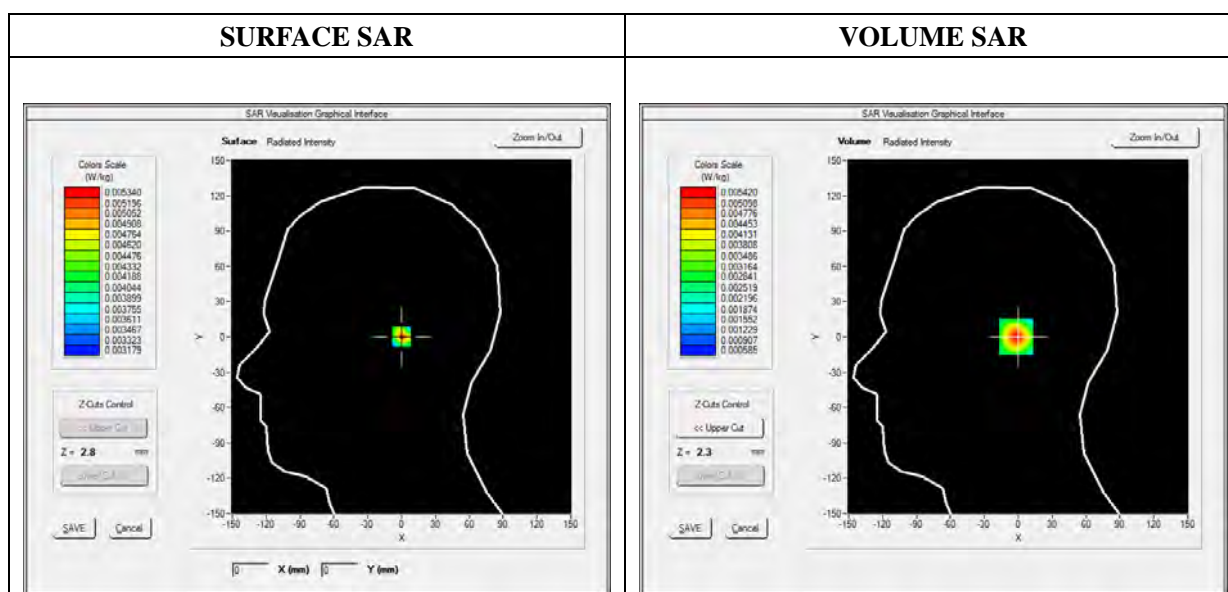 SURFACE SAR
VOLUME SAR
SAR Visualisation Graphical Interface
Surface Radiated Intensity
Zoom In/Out
Colors Scale
(W/kg)
0.005340
0.005196
0.005052
0.004908
0.004764
0.004620
0.004476
0.004332
0.004188
0.004044
0.003899
0.003755
0.003611
0.003467
0.003323
0.003179
150
120
90
60
30
0
-30
-60
-90
-120
-150
Y
-150 -120 -90 -60 -30 0 30 60 90 120 150
X
Z-Cuts Control
<< Upper Cut
Z = 2.8 mm
SAVE
Cancel
0 X (mm) 0 Y (mm)
SAR Visualisation Graphical Interface
Volume Radiated Intensity
Zoom In/Out
Colors Scale
(W/kg)
0.005420
0.005098
0.004776
0.004453
0.004131
0.003808
0.003486
0.003164
0.002841
0.002519
0.002196
0.001874
0.001552
0.001229
0.000907
0.000585
150
120
90
60
30
0
-30
-60
-90
-120
-150
Y
-150 -120 -90 -60 -30 0 30 60 90 120 150
X
Z-Cuts Control
<< Upper Cut
Z = 2.3 mm
SAVE
Cancel